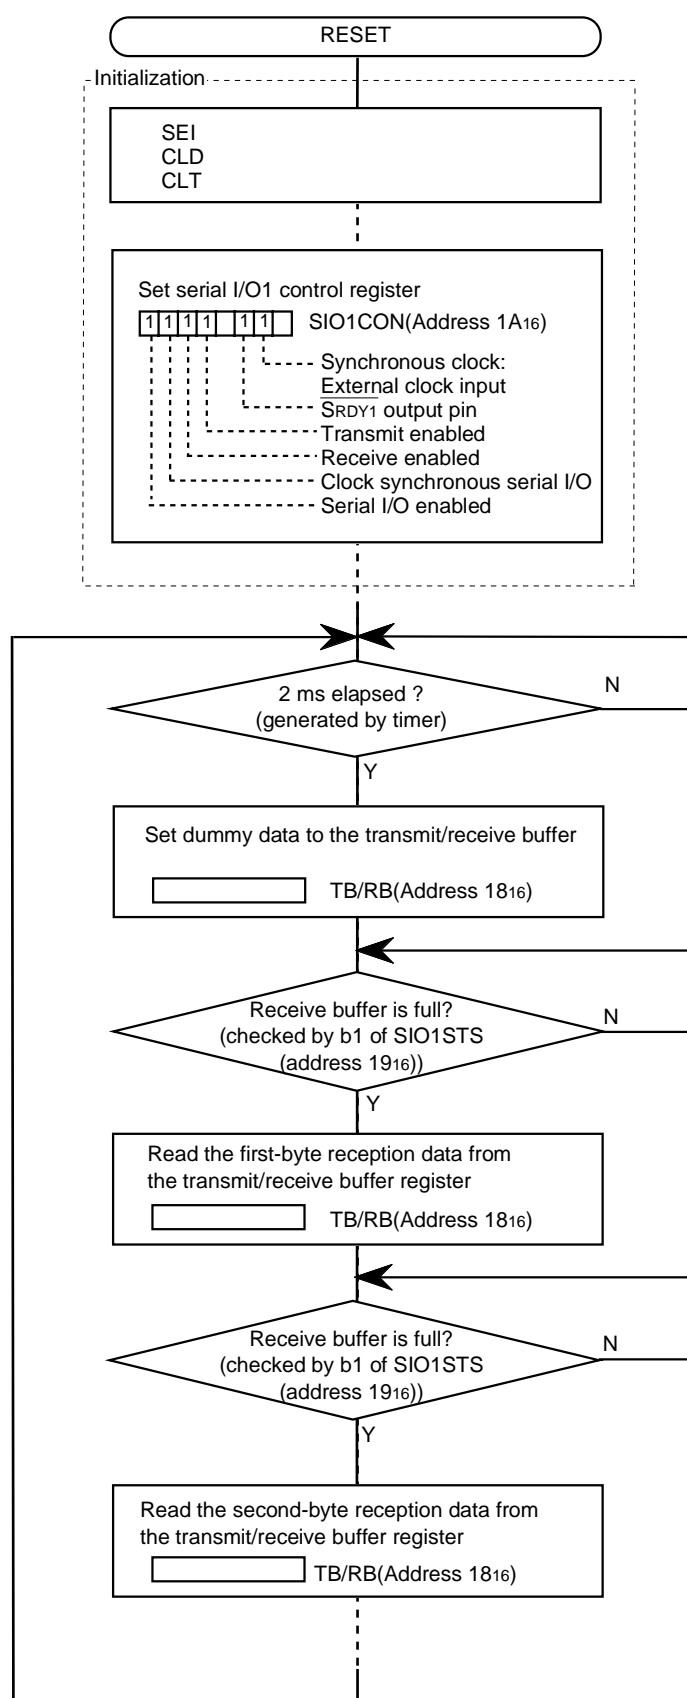 RESET
Initialization
SEI
CLD
CLT
Set serial I/O1 control register
1 1 1 1 1 1 SIO1CON(Address 1A16)
Synchronous clock:
External clock input
SRDY1 output pin
Transmit enabled
Receive enabled
Clock synchronous serial I/O
Serial I/O enabled
2 ms elapsed ?
(generated by timer)
N
Y
Set dummy data to the transmit/receive buffer
TB/RB(Address 1816)
Receive buffer is full?
(checked by b1 of SIO1STS
(address 1916))
N
Y
Read the first-byte reception data from
the transmit/receive buffer register
TB/RB(Address 1816)
Receive buffer is full?
(checked by b1 of SIO1STS
(address 1916))
N
Y
Read the second-byte reception data from
the transmit/receive buffer register
TB/RB(Address 1816)